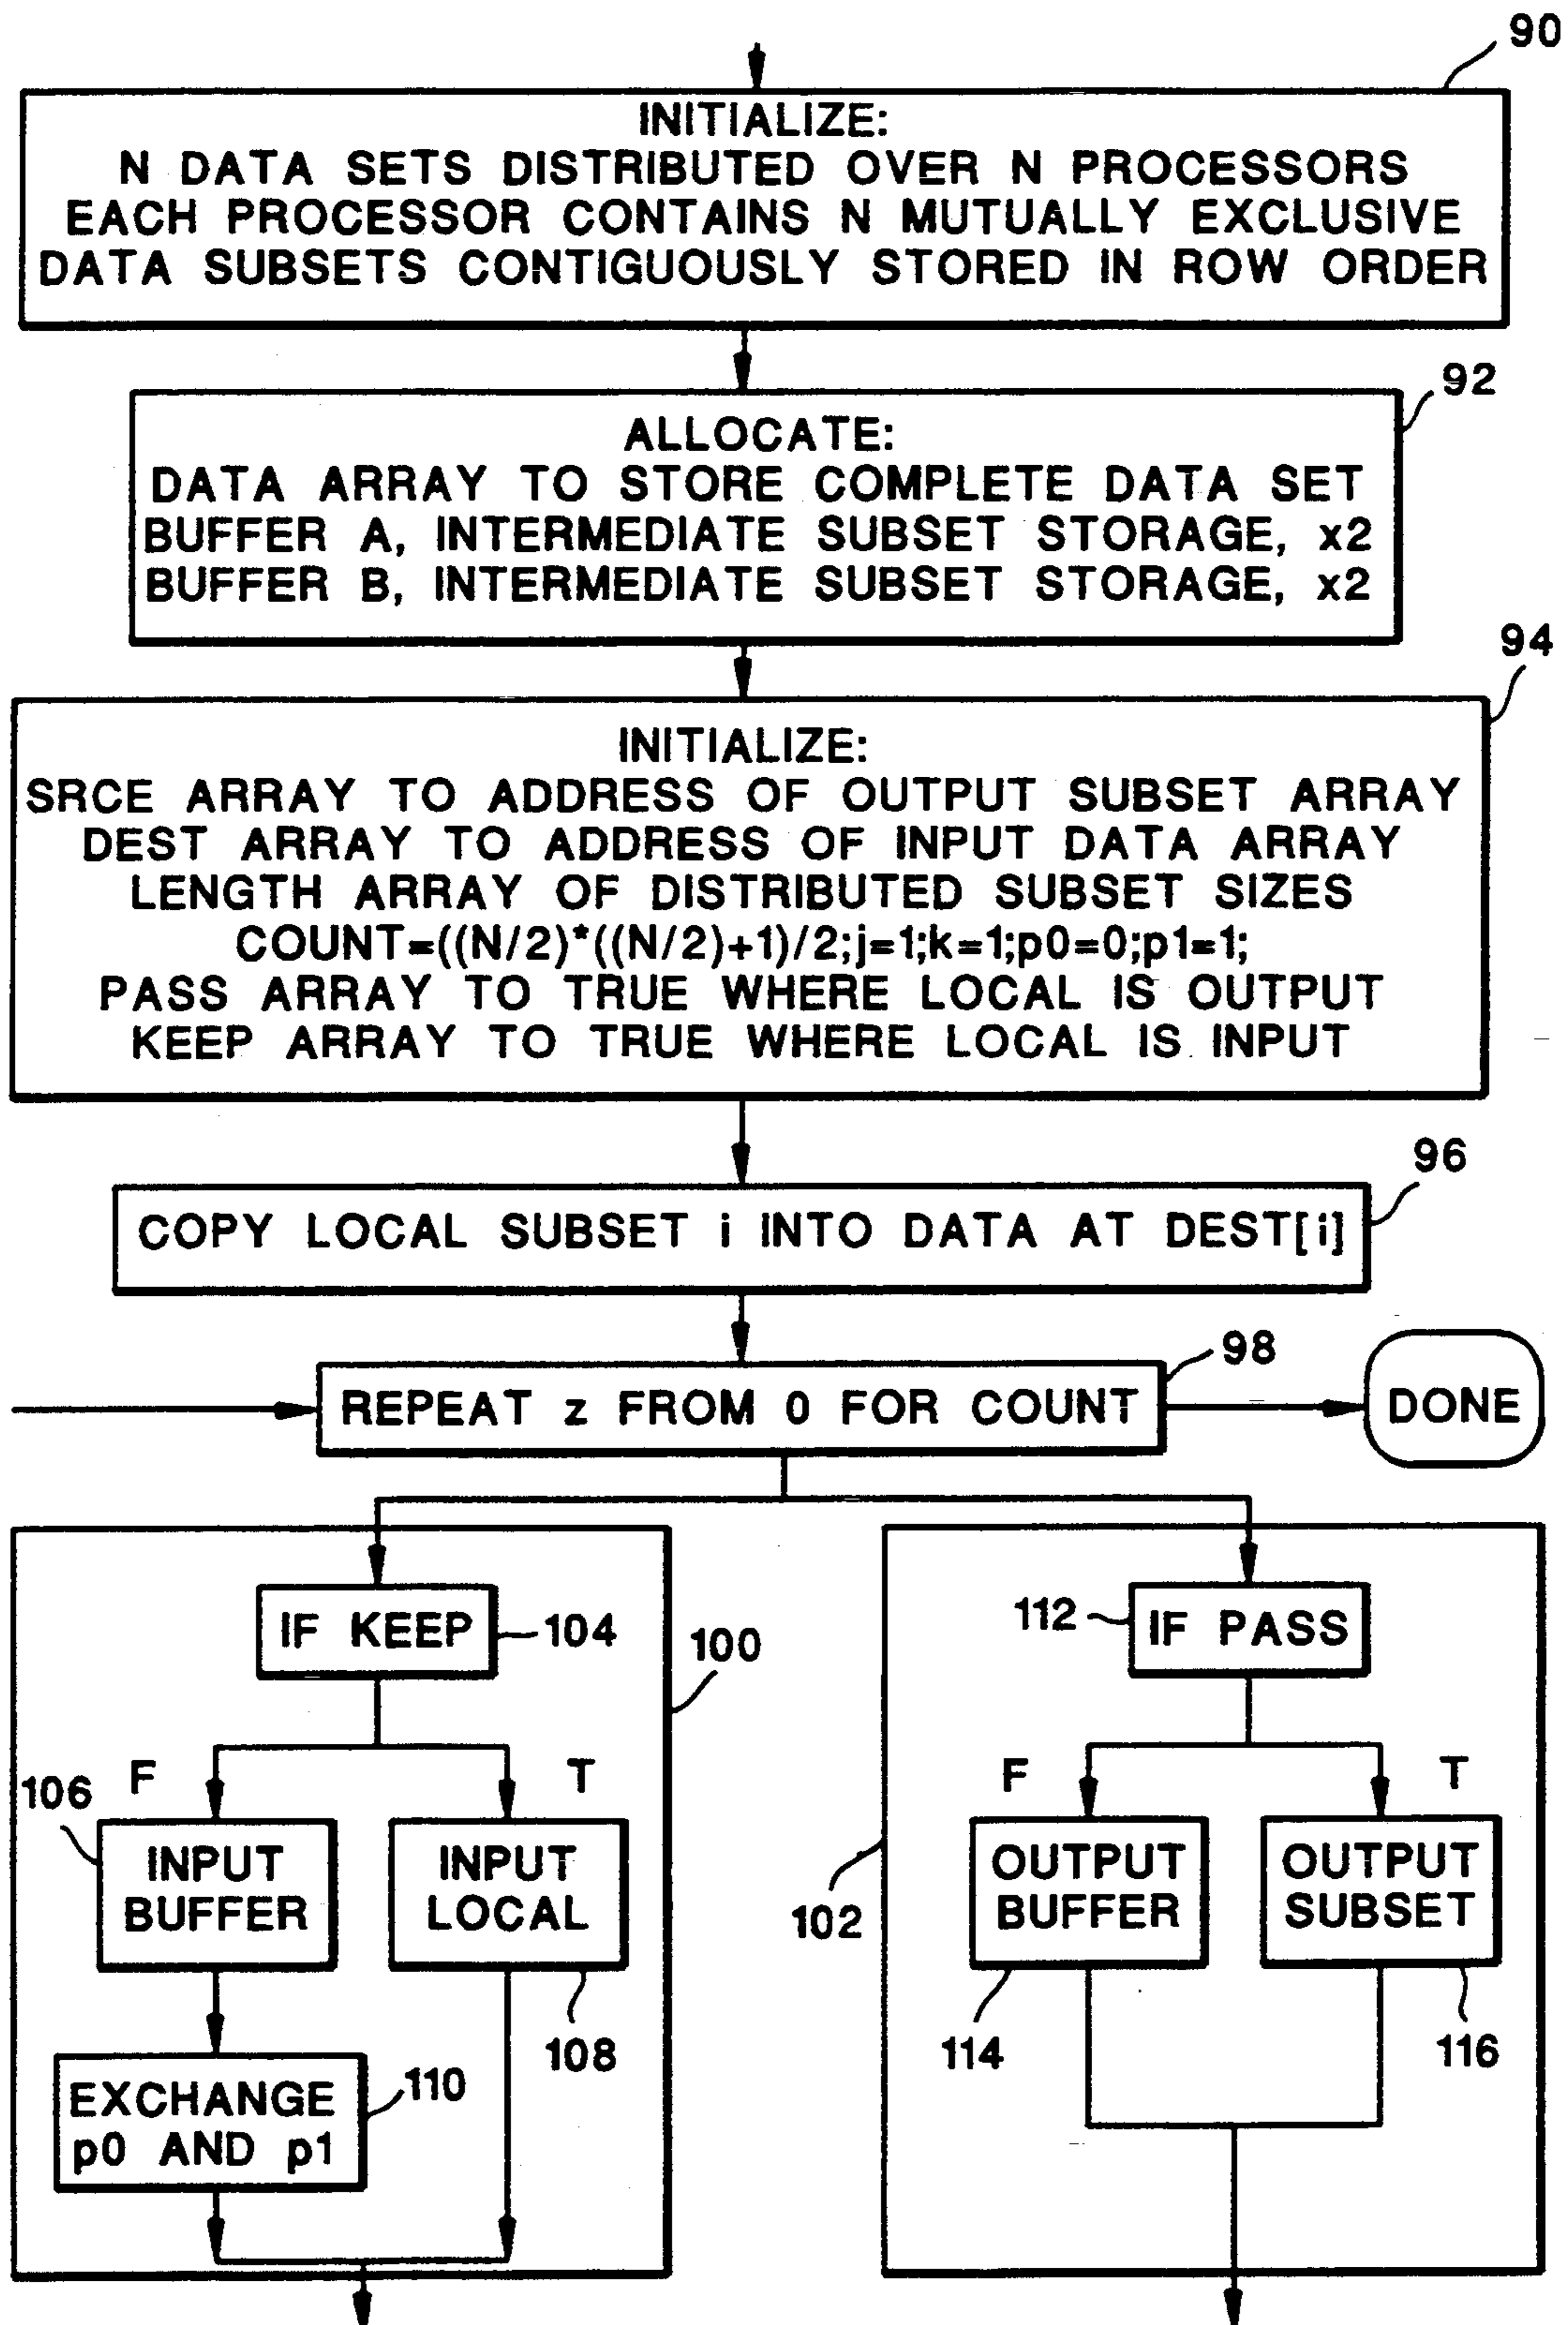 90
INITIALIZE:
N DATA SETS DISTRIBUTED OVER N PROCESSORS
EACH PROCESSOR CONTAINS N MUTUALLY EXCLUSIVE
DATA SUBSETS CONTIGUOUSLY STORED IN ROW ORDER
92
ALLOCATE:
DATA ARRAY TO STORE COMPLETE DATA SET
BUFFER A, INTERMEDIATE SUBSET STORAGE, x2
BUFFER B, INTERMEDIATE SUBSET STORAGE, x2
94
INITIALIZE:
SRCE ARRAY TO ADDRESS OF OUTPUT SUBSET ARRAY
DEST ARRAY TO ADDRESS OF INPUT DATA ARRAY
LENGTH ARRAY OF DISTRIBUTED SUBSET SIZES
COUNT=((N/2)*((N/2)+1)/2;j=1;k=1;p0=0;p1=1;
PASS ARRAY TO TRUE WHERE LOCAL IS OUTPUT
KEEP ARRAY TO TRUE WHERE LOCAL IS INPUT
96
COPY LOCAL SUBSET i INTO DATA AT DEST[i]
98
REPEAT z FROM 0 FOR COUNT
DONE
IF KEEP
104
100
F
T
106
INPUT
BUFFER
INPUT
LOCAL
108
EXCHANGE
p0 AND p1
110
112
IF PASS
F
T
102
OUTPUT
BUFFER
OUTPUT
SUBSET
114
116